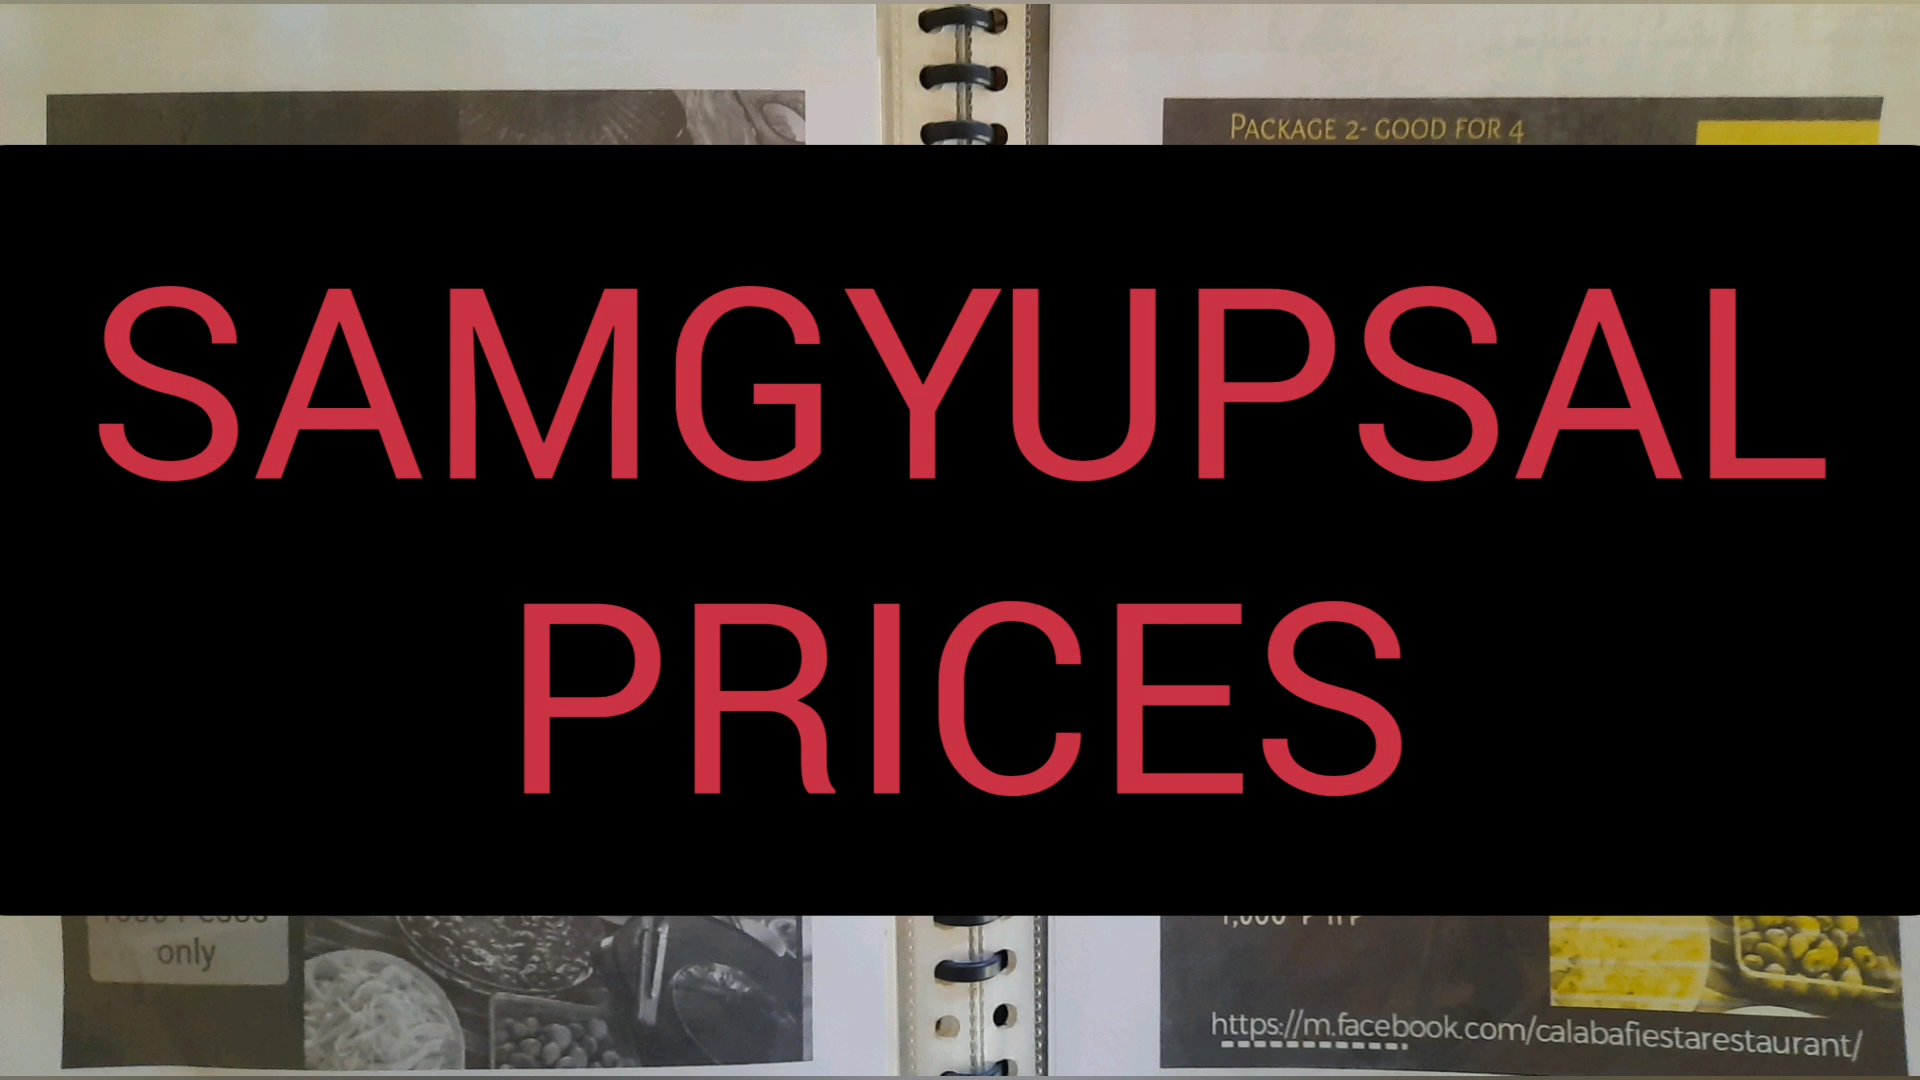 PACKAGE 2- GOOD FOR 4
SAMGYUPSAL
PRICES
only
https://m.facebook.com/calabafiestarestaurant/